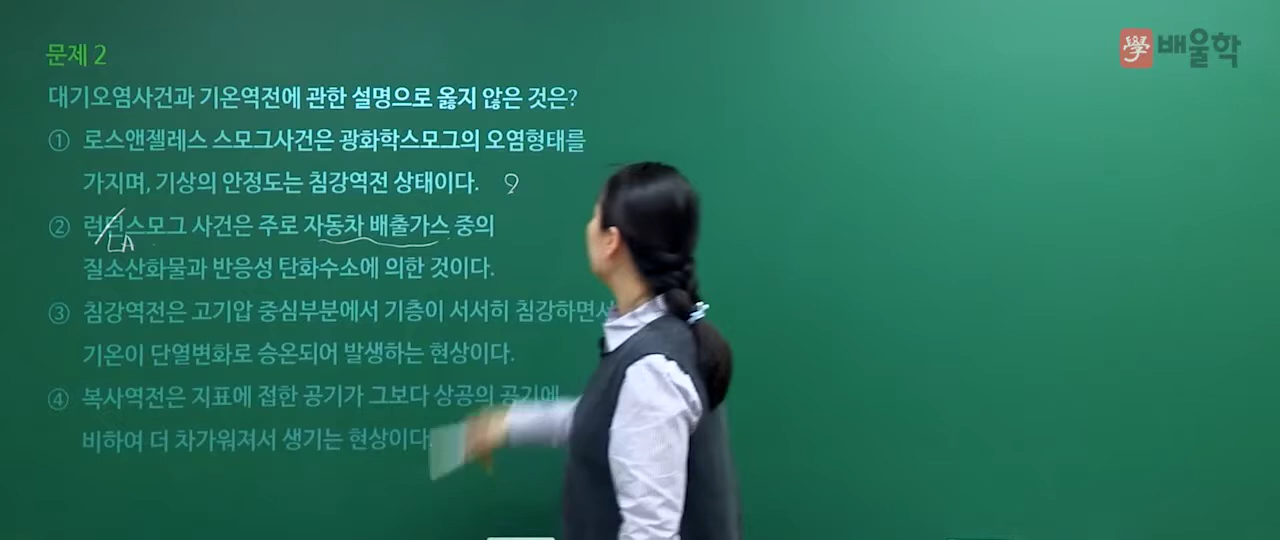 學 배울학
문제 2
대기오염사건과 기온역전에 관한 설명으로 옳지 않은 것은?
① 로스앤젤레스 스모그사건은 광화학스모그의 오염형태를
가지며, 기상의 안정도는 침강역전 상태이다.
② 런던스모그 사건은 주로 자동차 배출가스 중의
LA
질소산화물과 반응성 탄화수소에 의한 것이다.
③ 침강역전은 고기압 중심부분에서 기층이 서서히 침강하면서
기온이 단열변화로 승온되어 발생하는 현상이다.
④ 복사역전은 지표에 접한 공기가 그보다 상공의 공기에
비하여 더 차가워져서 생기는 현상이다.